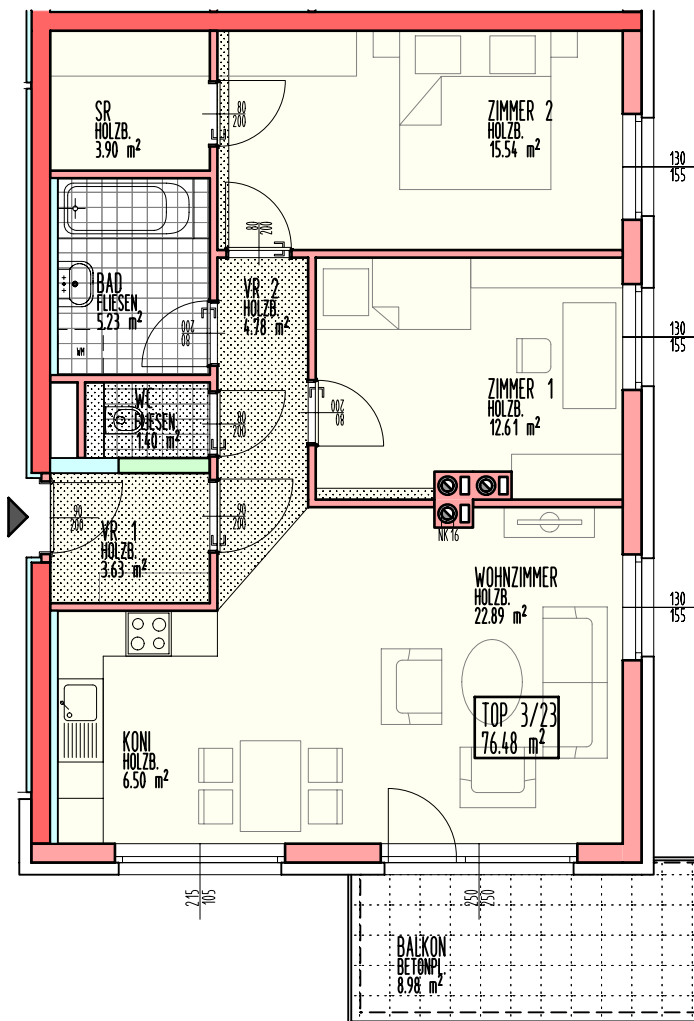 SR
HOLZB.
3.90 m²
80
200
ZIMMER 2
HOLZB.
15.54 m²
130
155
80
200
BAD
FLIESEN
5.23 m²
WM
80
200
VR 2
HOLZB.
4.78 m²
130
155
ZIMMER 1
HOLZB.
12.61 m²
WC
FLIESEN
1.40 m²
80
200
80
200
90
200
VR 1
HOLZB.
3.63 m²
90
200
NK 16
WOHNZIMMER
HOLZB.
22.89 m²
130
155
TOP 3/23
76.48 m²
KONI
HOLZB.
6.50 m²
215
105
250
250
BALKON
BETONPL.
8.98 m²